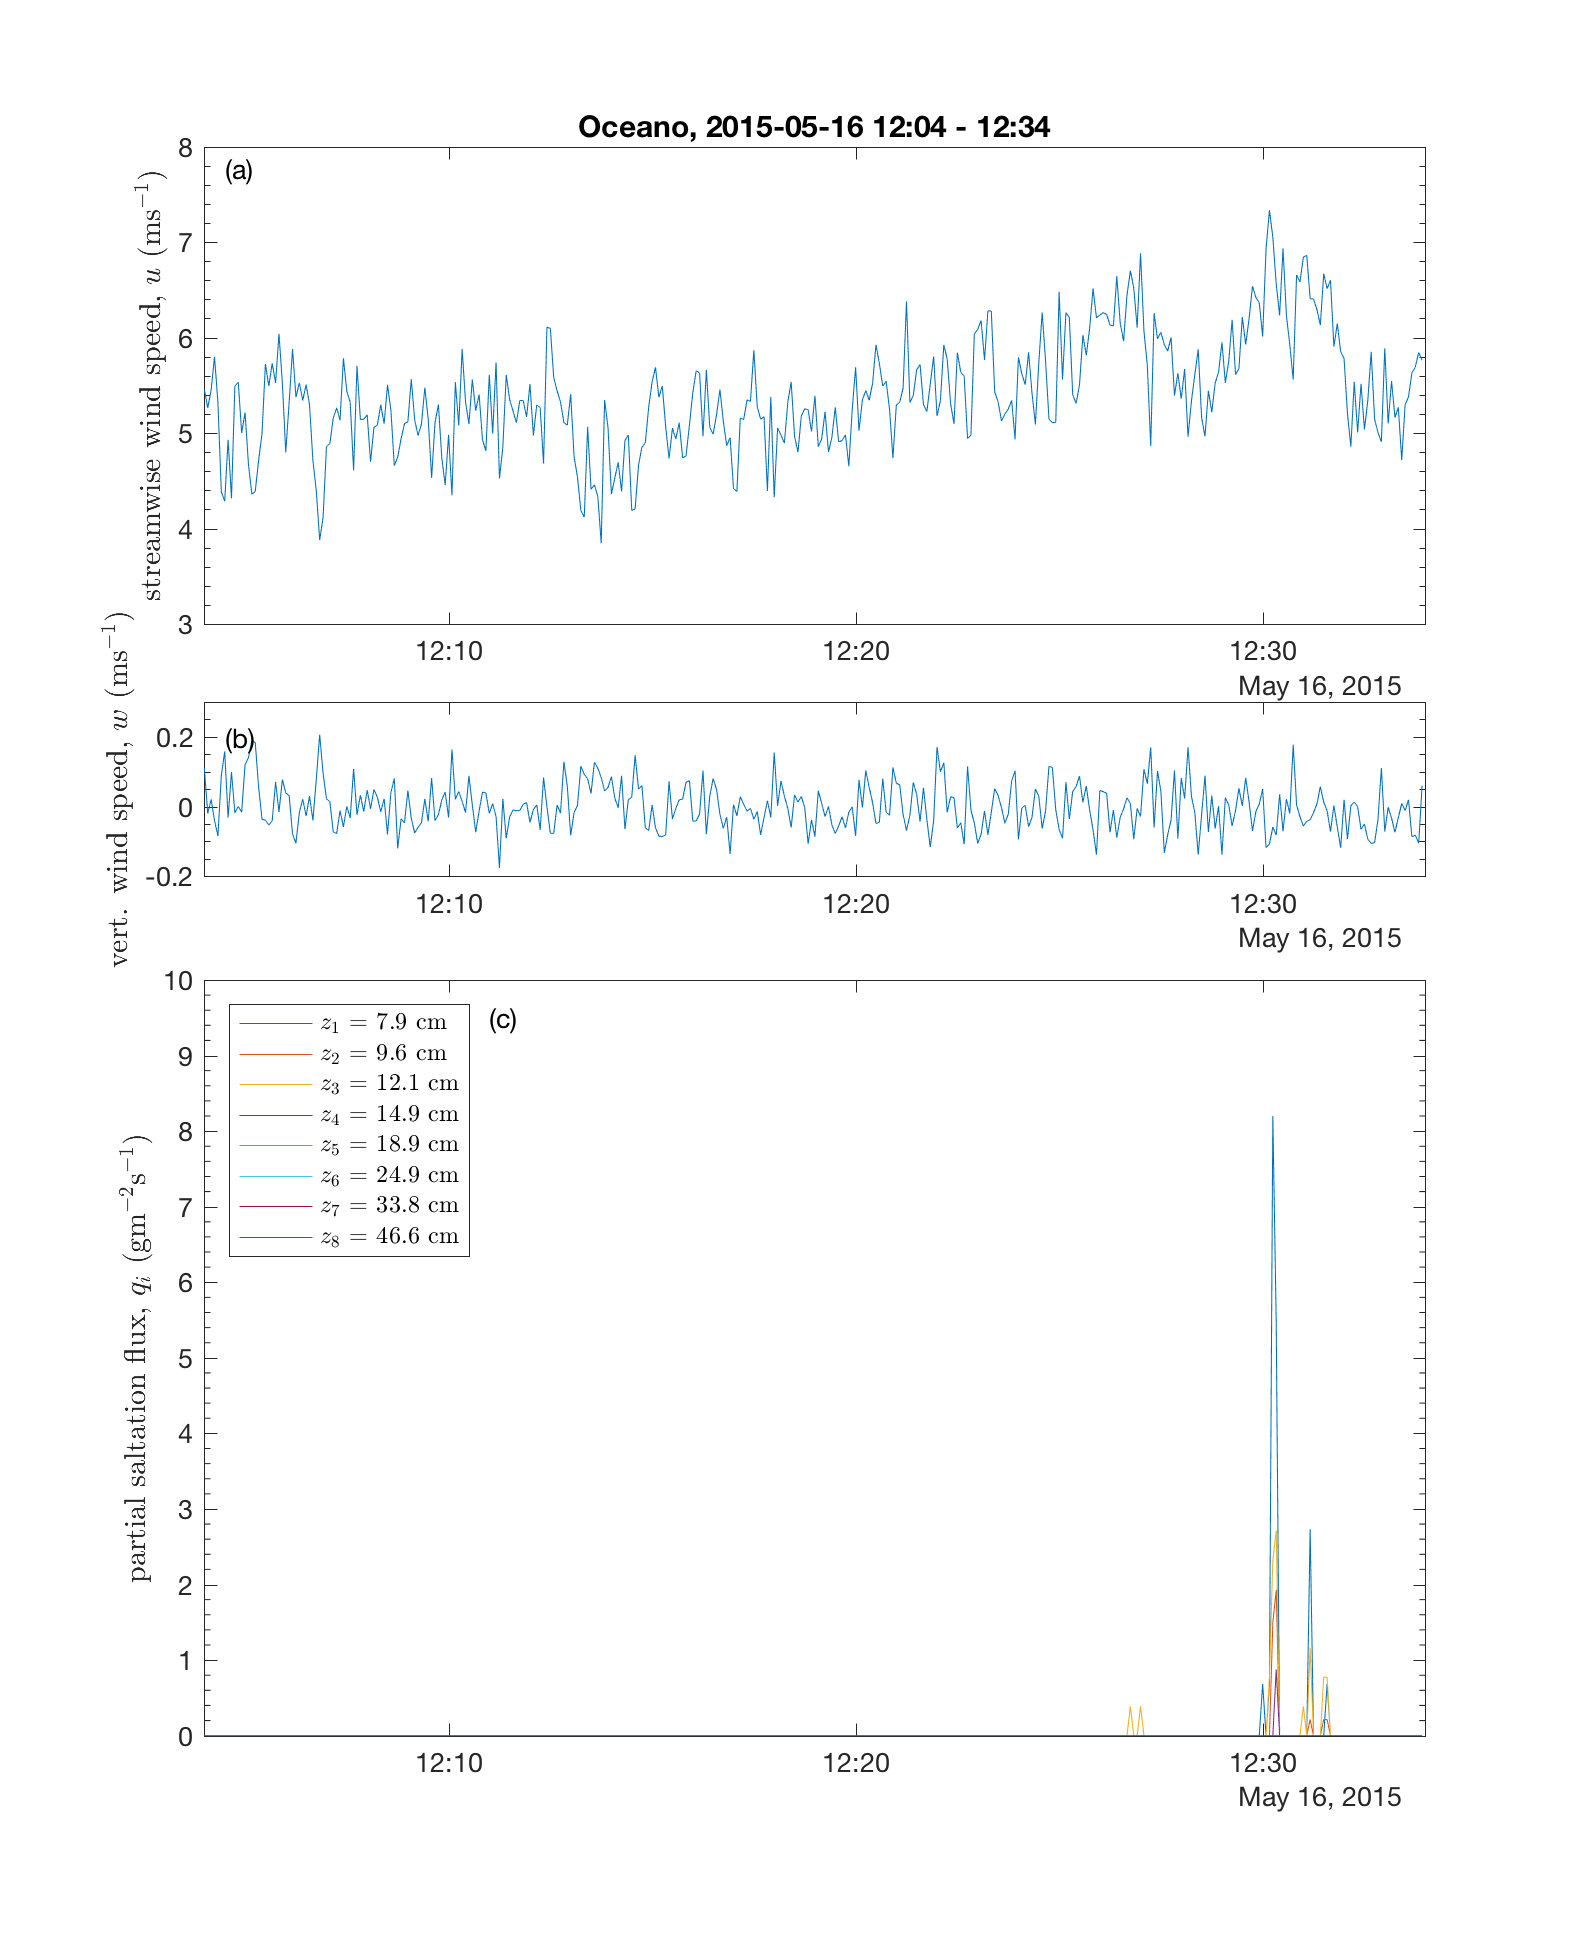 Oceano, 2015-05-16 12:04 - 12:34
(a)
streamwise wind speed, u (ms⁻¹)
8
7
6
5
4
3
12:10 12:20 12:30
May 16, 2015
(b)
vert. wind speed, w (ms⁻¹)
0.2
0
-0.2
12:10 12:20 12:30
May 16, 2015
(c)
partial saltation flux, qᵢ (gm⁻²s⁻¹)
10
9
8
7
6
5
4
3
2
1
0
z₁ = 7.9 cm
z₂ = 9.6 cm
z₃ = 12.1 cm
z₄ = 14.9 cm
z₅ = 18.9 cm
z₆ = 24.9 cm
z₇ = 33.8 cm
z₈ = 46.6 cm
12:10 12:20 12:30
May 16, 2015